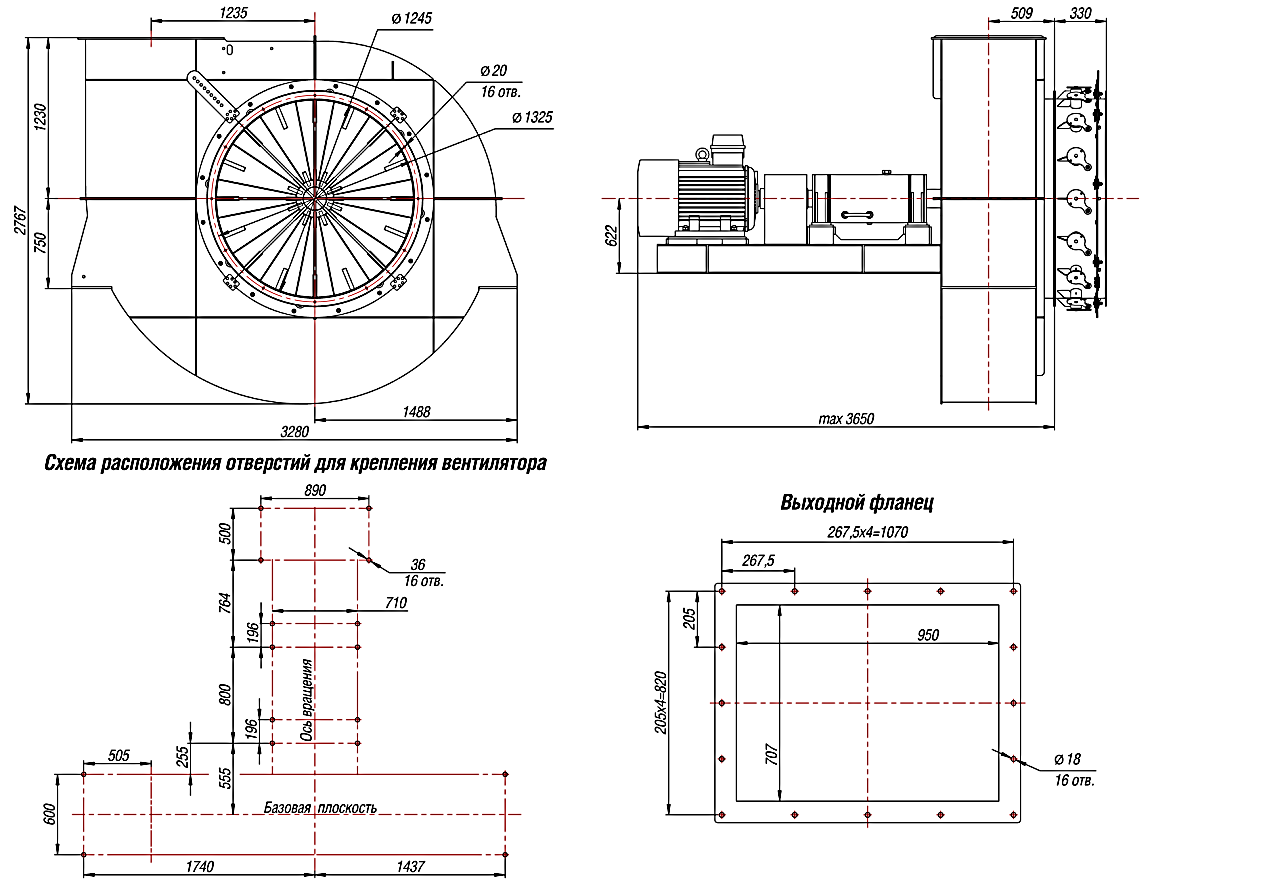 1235
Ø 1245
Ø 20
16 отв.
Ø 1325
1230
2767
750
1488
3280
509
330
622
max 3650
Схема расположения отверстий для крепления вентилятора
890
500
36
16 отв.
764
710
196
Ось вращения
800
196
255
505
555
Базовая плоскость
600
1740
1437
Выходной фланец
267,5x4=1070
267,5
205
950
205x4=820
707
Ø 18
16 отв.